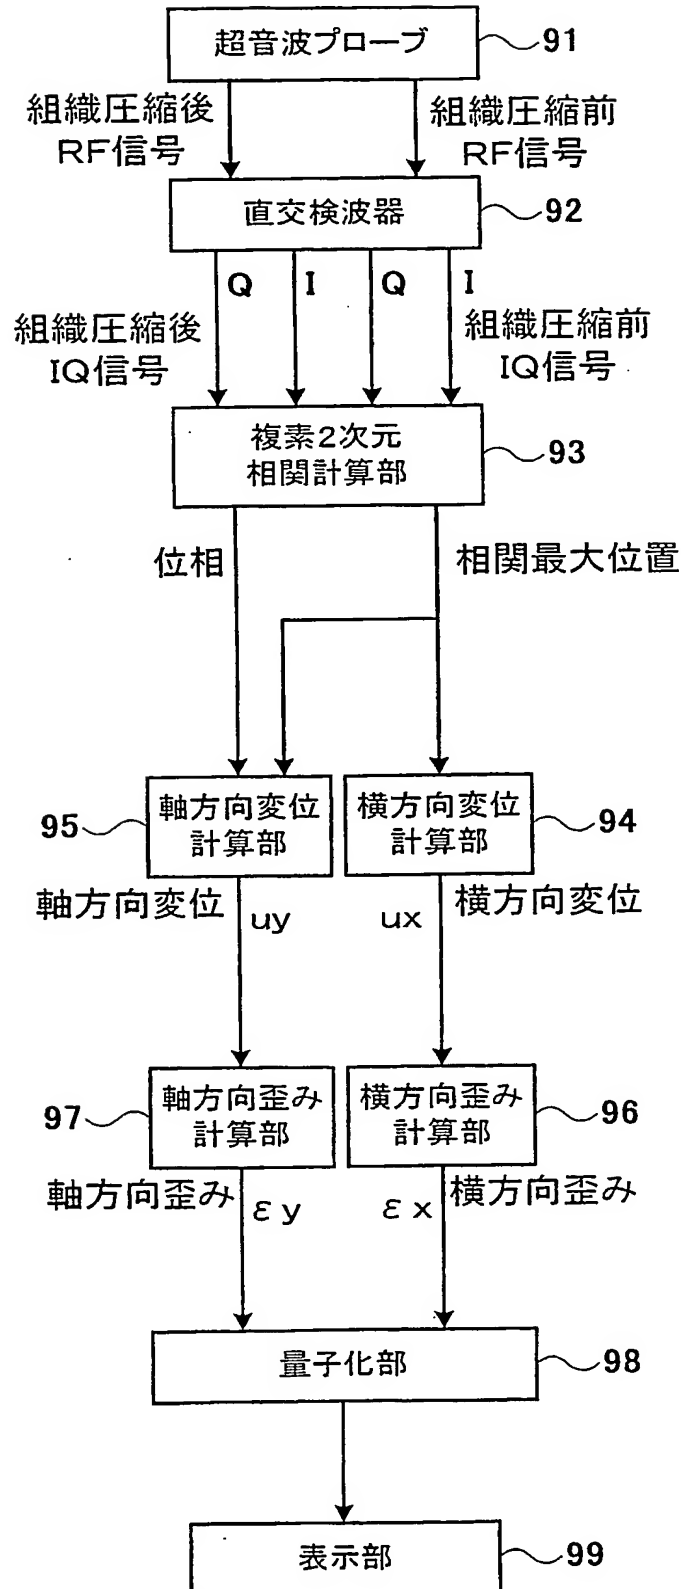 超音波プローブ
91
組織圧縮後
RF信号
組織圧縮前
RF信号
直交検波器
92
Q
I
Q
I
組織圧縮後
IQ信号
組織圧縮前
IQ信号
複素2次元
相関計算部
93
位相
相関最大位置
95
軸方向変位
計算部
横方向変位
計算部
94
軸方向変位
uy
ux
横方向変位
97
軸方向歪み
計算部
横方向歪み
計算部
96
軸方向歪み
εy
εx
横方向歪み
量子化部
98
表示部
99